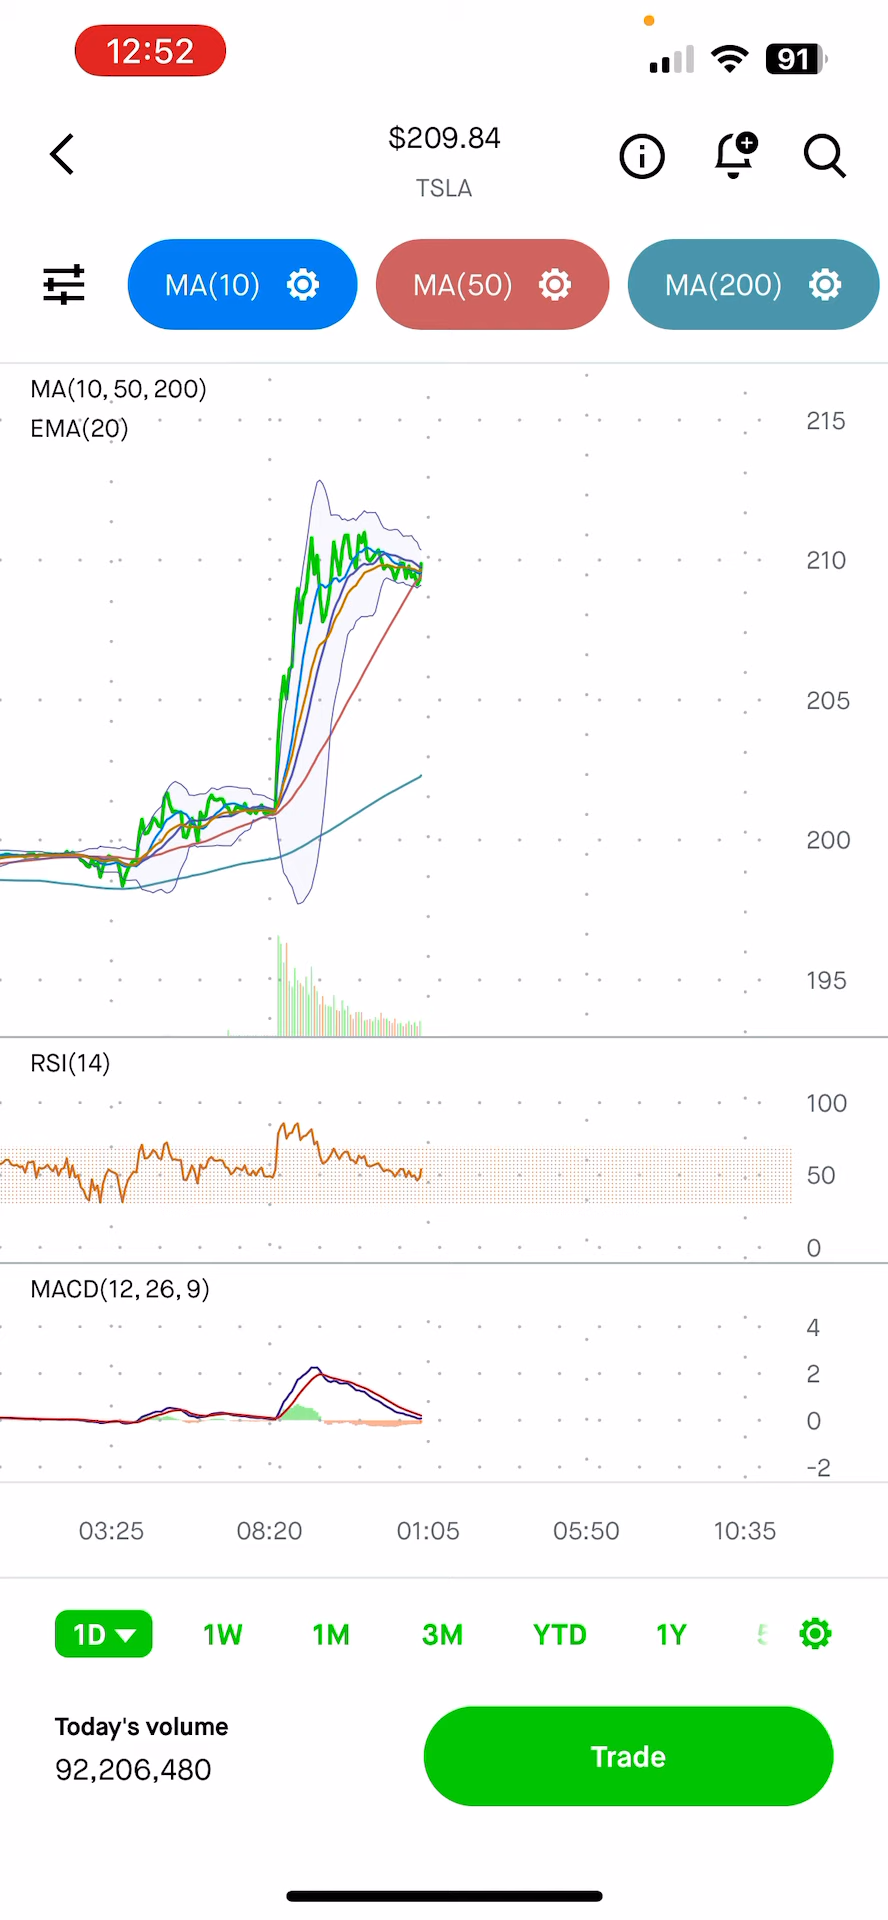 12:52
91
$209.84
TSLA
MA(10)
MA(50)
MA(200)
MA(10, 50, 200)
EMA(20)
215
210
205
200
195
RSI(14)
100
50
0
MACD(12, 26, 9)
4
2
0
-2
03:25 08:20 01:05 05:50 10:35
1D 1W 1M 3M YTD 1Y
Today's volume
92,206,480
Trade